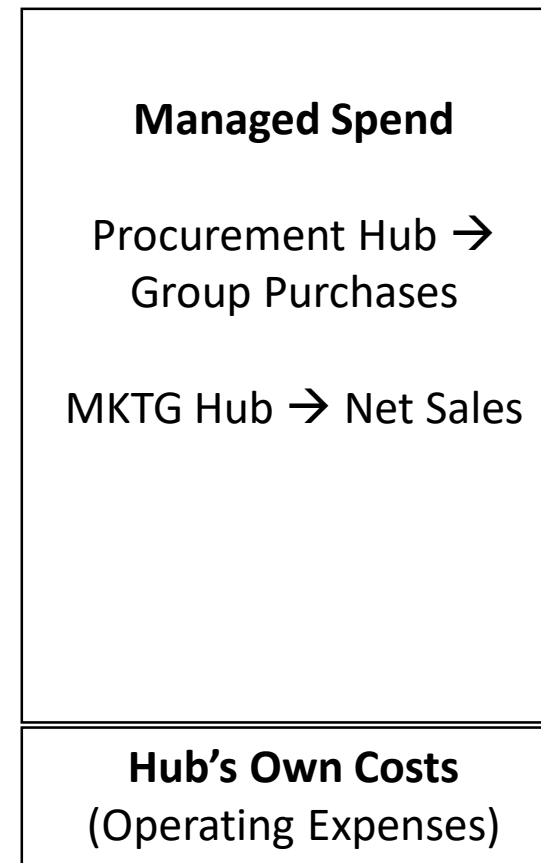 Managed Spend
Procurement Hub →
Group Purchases
MKTG Hub → Net Sales
Hub’s Own Costs
(Operating Expenses)